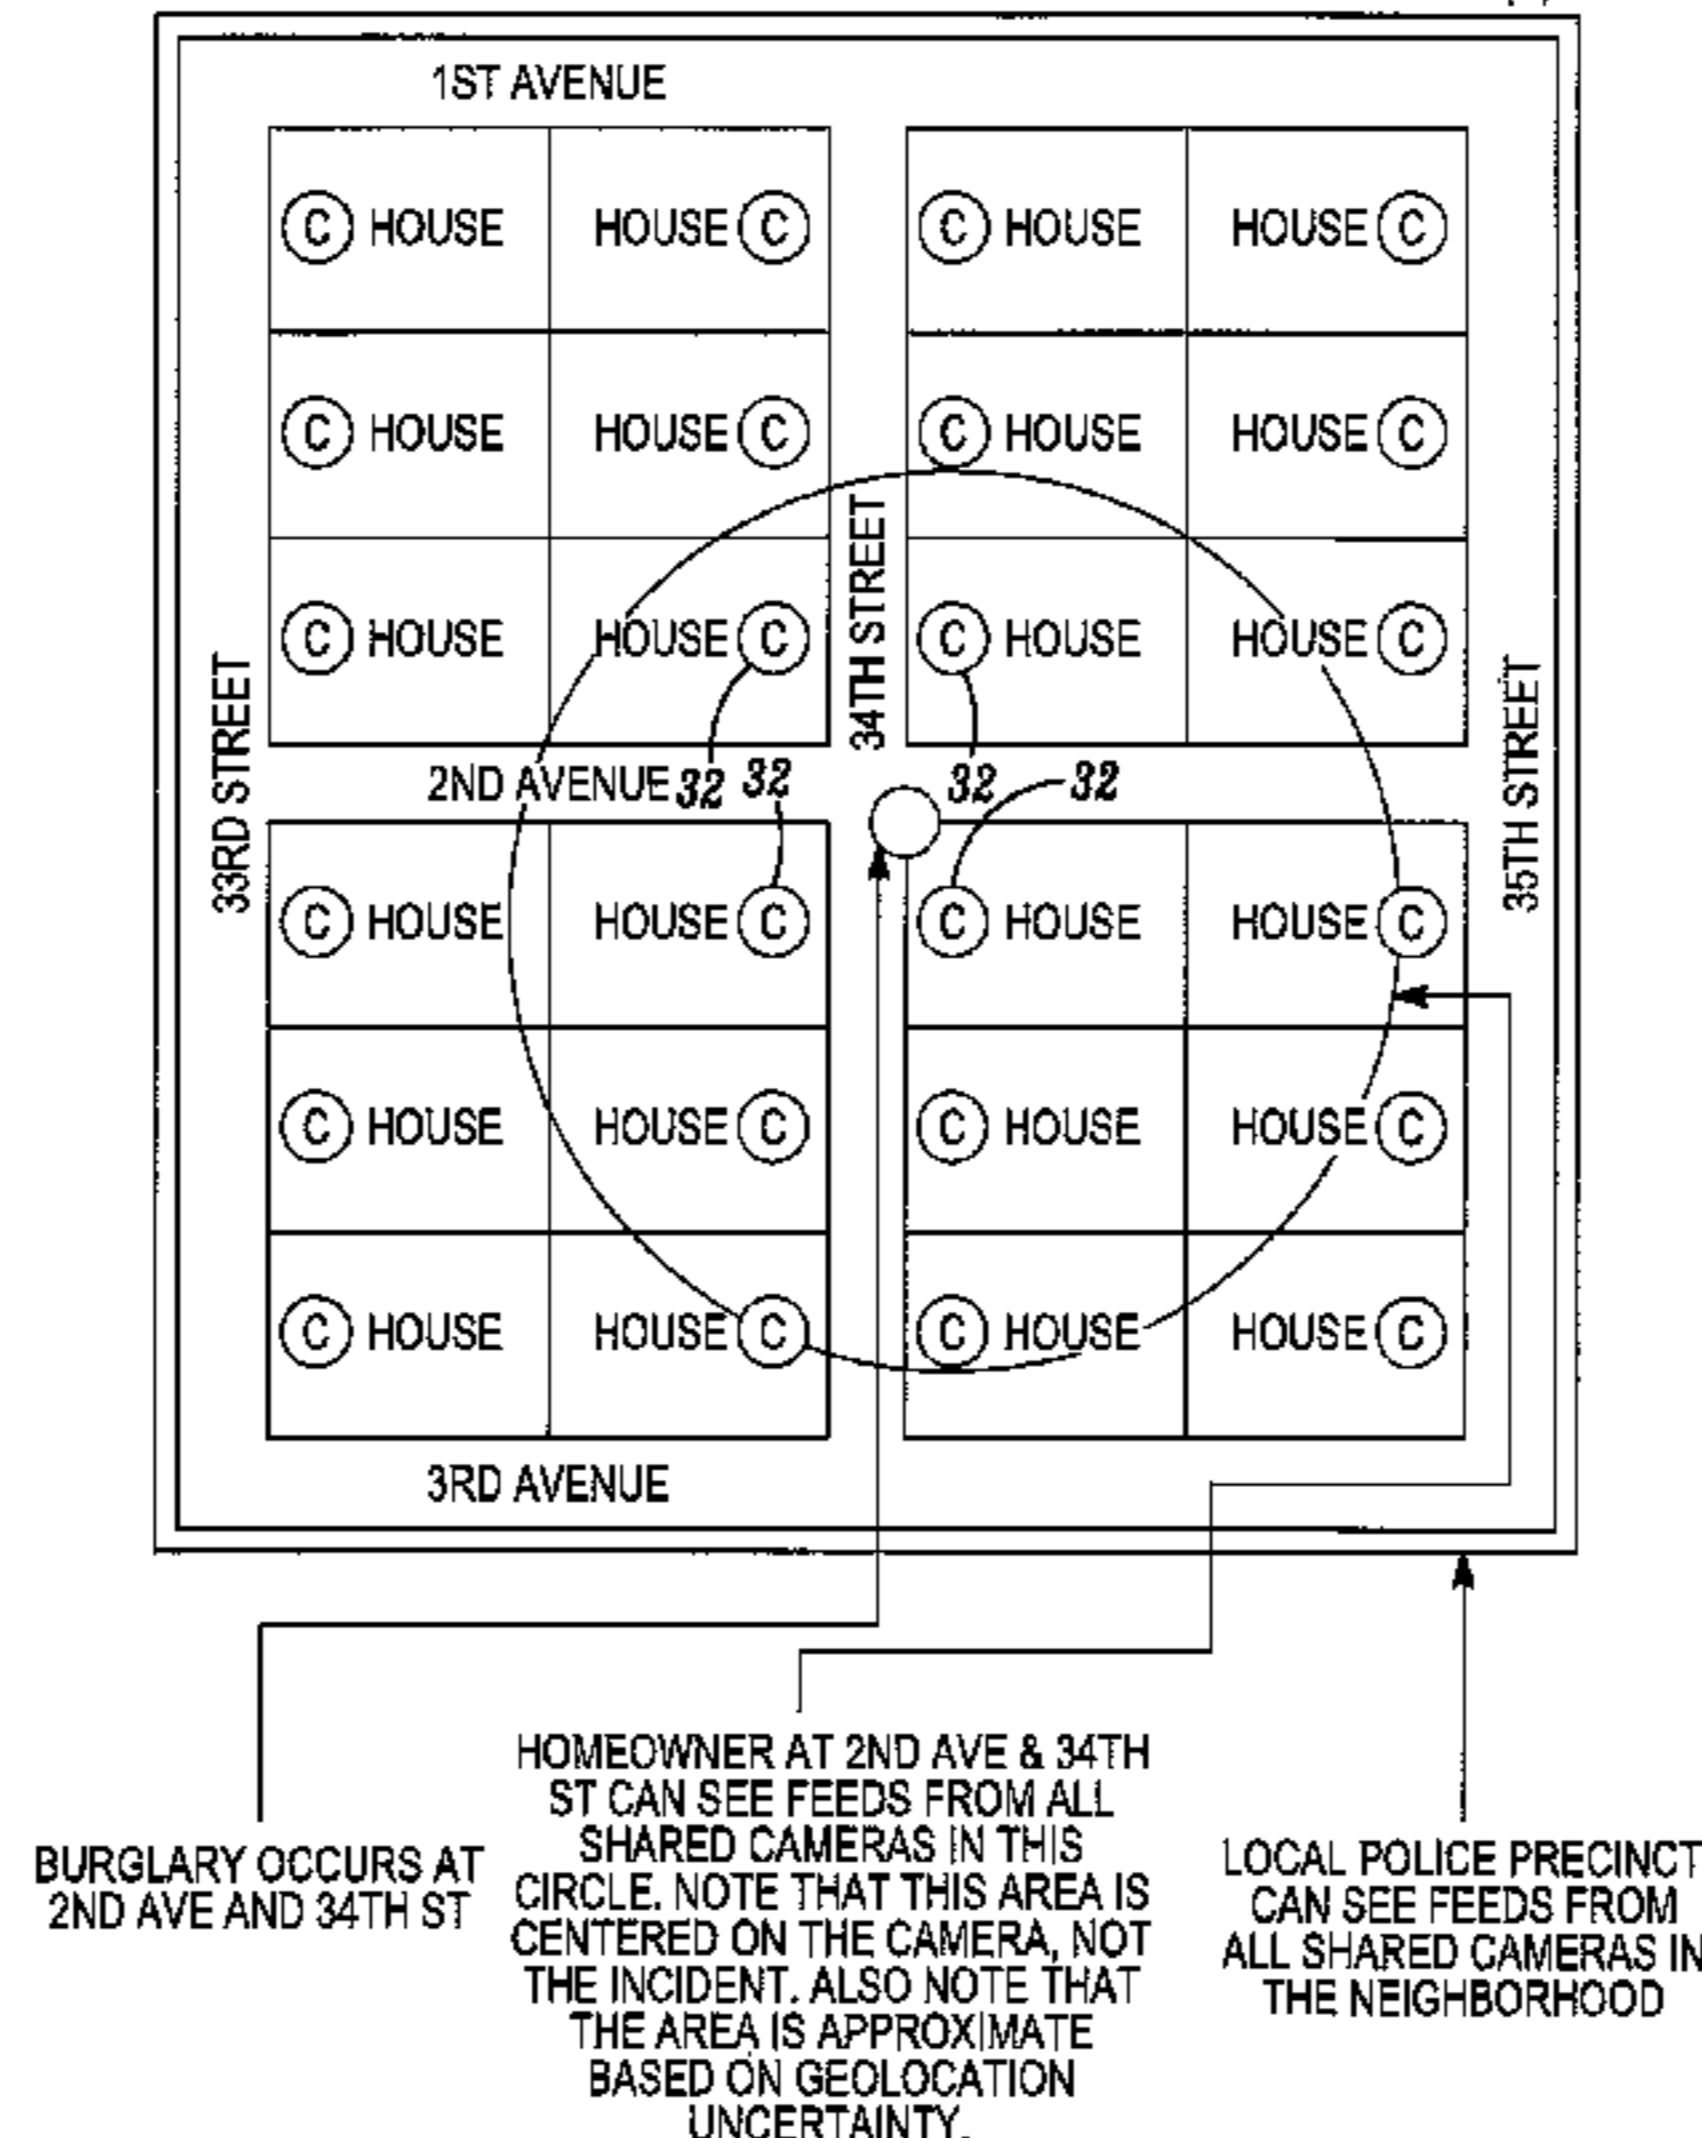 1ST AVENUE
C HOUSE HOUSE C C HOUSE HOUSE C
C HOUSE HOUSE C C HOUSE HOUSE C
34TH STREET
C HOUSE HOUSE C C HOUSE HOUSE C
33RD STREET
35TH STREET
2ND AVENUE 32 32 32 32
C HOUSE HOUSE C C HOUSE HOUSE C
C HOUSE HOUSE C C HOUSE HOUSE C
C HOUSE HOUSE C C HOUSE HOUSE C
3RD AVENUE
BURGLARY OCCURS AT
2ND AVE AND 34TH ST
HOMEOWNER AT 2ND AVE & 34TH
ST CAN SEE FEEDS FROM ALL
SHARED CAMERAS IN THIS
CIRCLE. NOTE THAT THIS AREA IS
CENTERED ON THE CAMERA, NOT
THE INCIDENT. ALSO NOTE THAT
THE AREA IS APPROXIMATE
BASED ON GEOLOCATION
UNCERTAINTY.
LOCAL POLICE PRECINCT
CAN SEE FEEDS FROM
ALL SHARED CAMERAS IN
THE NEIGHBORHOOD